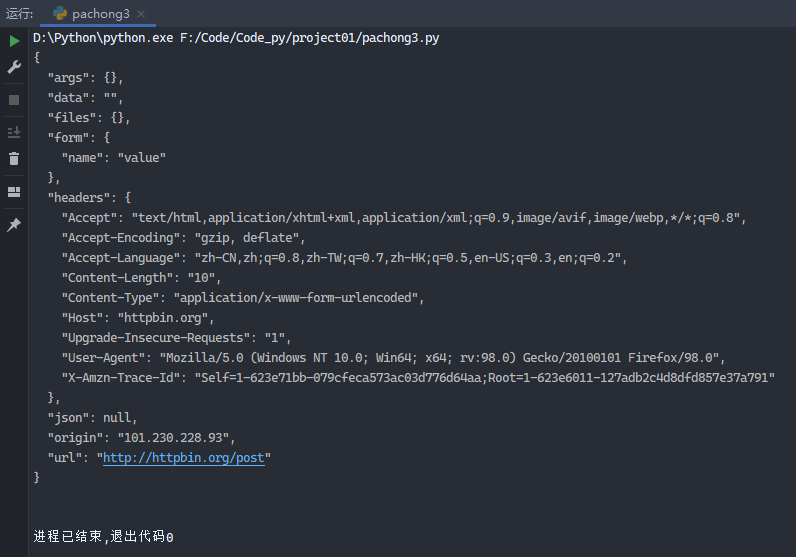 运行: pachong3
D:\Python\python.exe F:/Code/Code_py/project01/pachong3.py
{
  "args": {},
  "data": "",
  "files": {},
  "form": {
    "name": "value"
  },
  "headers": {
    "Accept": "text/html,application/xhtml+xml,application/xml;q=0.9,image/avif,image/webp,*/*;q=0.8",
    "Accept-Encoding": "gzip, deflate",
    "Accept-Language": "zh-CN,zh;q=0.8,zh-TW;q=0.7,zh-HK;q=0.5,en-US;q=0.3,en;q=0.2",
    "Content-Length": "10",
    "Content-Type": "application/x-www-form-urlencoded",
    "Host": "httpbin.org",
    "Upgrade-Insecure-Requests": "1",
    "User-Agent": "Mozilla/5.0 (Windows NT 10.0; Win64; x64; rv:98.0) Gecko/20100101 Firefox/98.0",
    "X-Amzn-Trace-Id": "Self=1-623e71bb-079cfeca573ac03d776d64aa;Root=1-623e6011-127adb2c4d8dfd857e37a791"
  },
  "json": null,
  "origin": "101.230.228.93",
  "url": "http://httpbin.org/post"
}
进程已结束,退出代码0